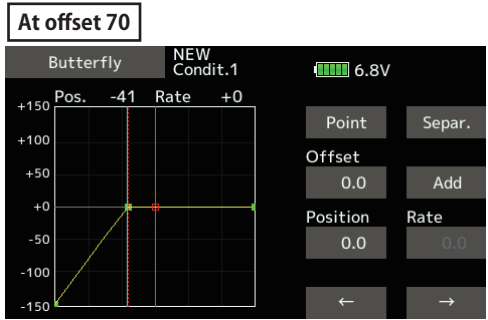 At offset 70
Butterfly
NEW
Condit.1
6.8V
Pos. -41 Rate +0
+150
+100
+50
+0
-50
-100
-150
Point Separ.
Offset
0.0 Add
Position Rate
0.0 0.0
← →